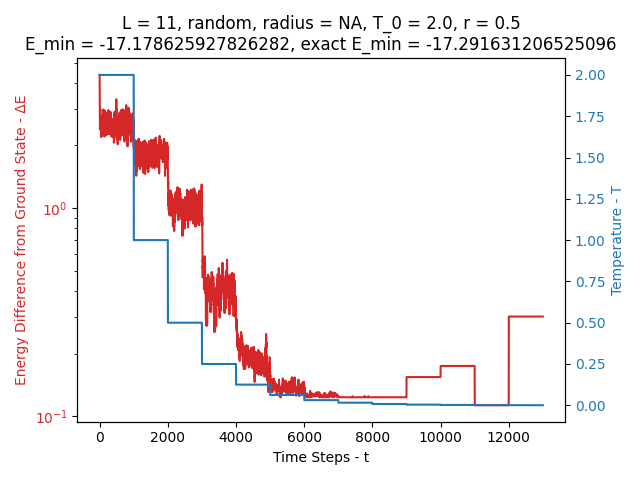 L = 11, random, radius = NA, T_0 = 2.0, r = 0.5
E_min = -17.178625927826282, exact E_min = -17.291631206525096
Energy Difference from Ground State - ΔE
10⁰
10⁻¹
2.00
1.75
1.50
1.25
1.00
0.75
0.50
0.25
0.00
Temperature - T
0 2000 4000 6000 8000 10000 12000
Time Steps - t